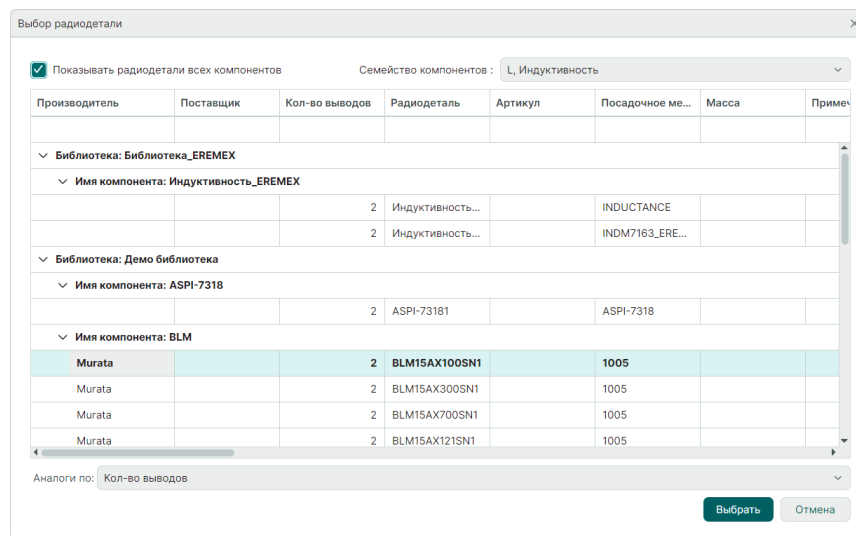 Выбор радиодетали
Показывать радиодетали всех компонентов Семейство компонентов : L, Индуктивность
Производитель Поставщик Кол-во выводов Радиодеталь Артикул Посадочное ме... Масса Примеч
Библиотека: Библиотека_EREMEX
Имя компонента: Индуктивность_EREMEX
2 Индуктивность... INDUCTANCE
2 Индуктивность... INDM7163_ERE...
Библиотека: Демо библиотека
Имя компонента: ASPI-7318
2 ASPI-73181 ASPI-7318
Имя компонента: BLM
Murata 2 BLM15AX100SN1 1005
Murata 2 BLM15AX300SN1 1005
Murata 2 BLM15AX700SN1 1005
Murata 2 BLM15AX121SN1 1005
Аналоги по: Кол-во выводов
Выбрать Отмена